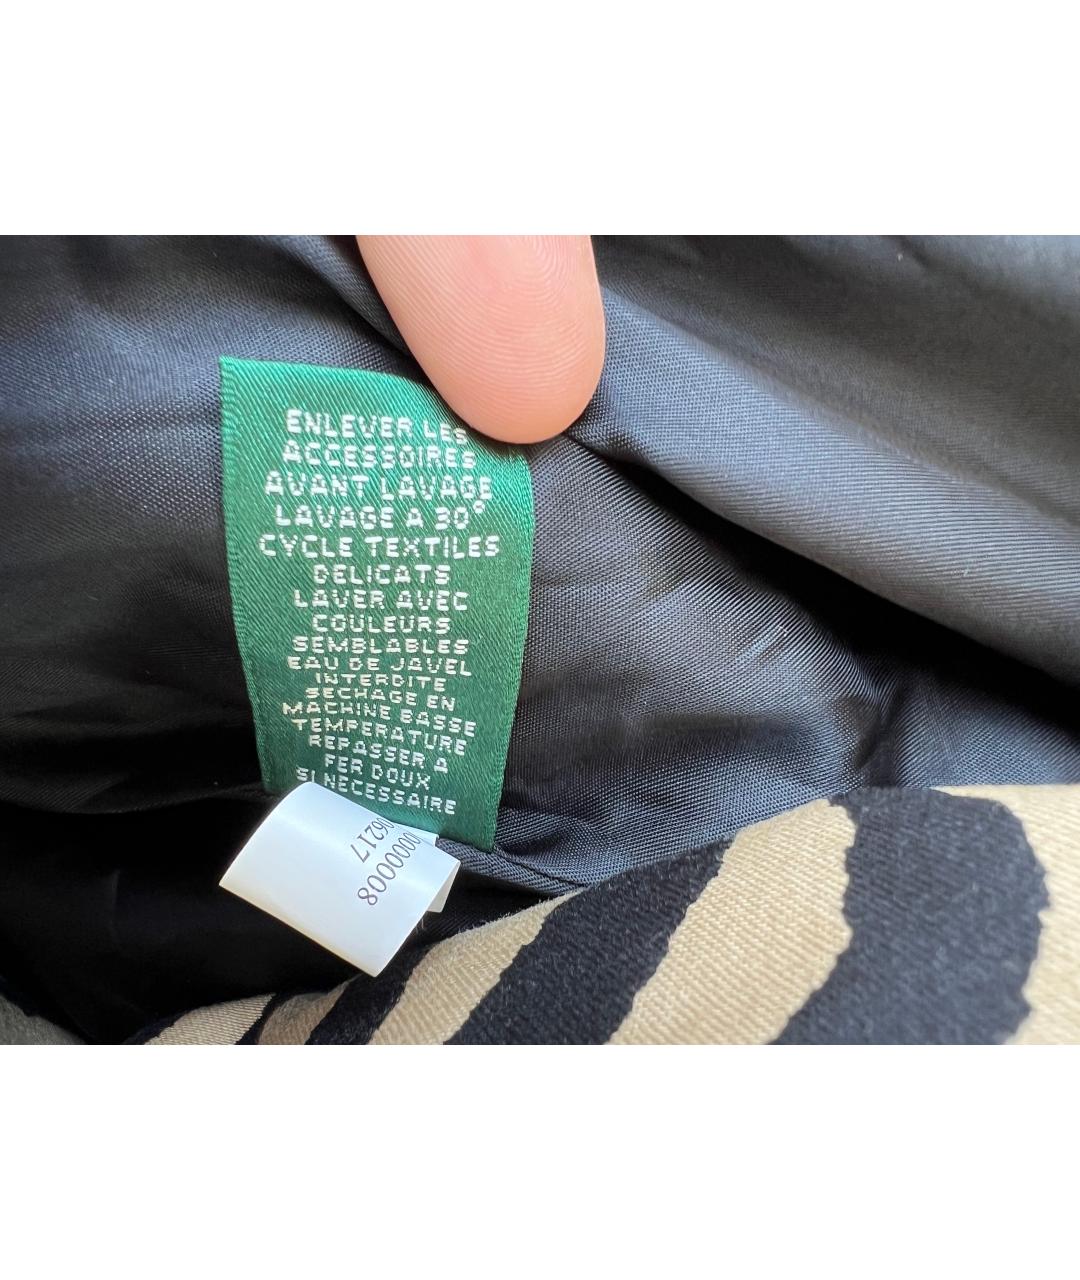 ENLEVER LES
ACCESSOIRES
AVANT LAVAGE
LAVAGE A 30°
CYCLE TEXTILES
DELICATS
LAVER AVEC
COULEURS
SEMBLABLES
EAU DE JAVEL
INTERDITE
SECHAGE EN
MACHINE BASSE
TEMPERATURE
REPASSER A
FER DOUX
SI NECESSAIRE
0000008